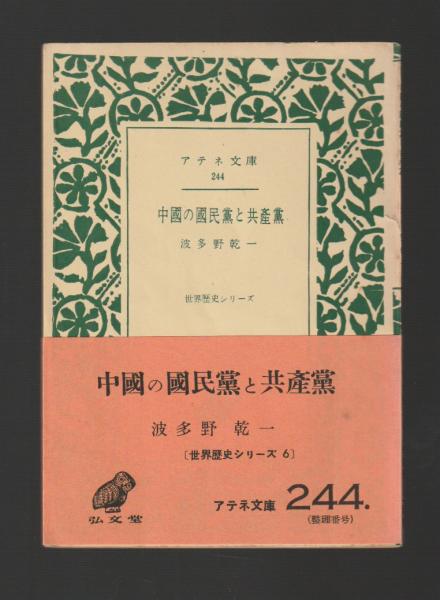 アテネ文庫
244
中國の國民黨と共產黨
波多野乾一
世界歴史シリーズ
中國の國民黨と共產黨
波多野乾一
〔世界歴史シリーズ 6〕
弘文堂
アテネ文庫 244.
(整理番号)